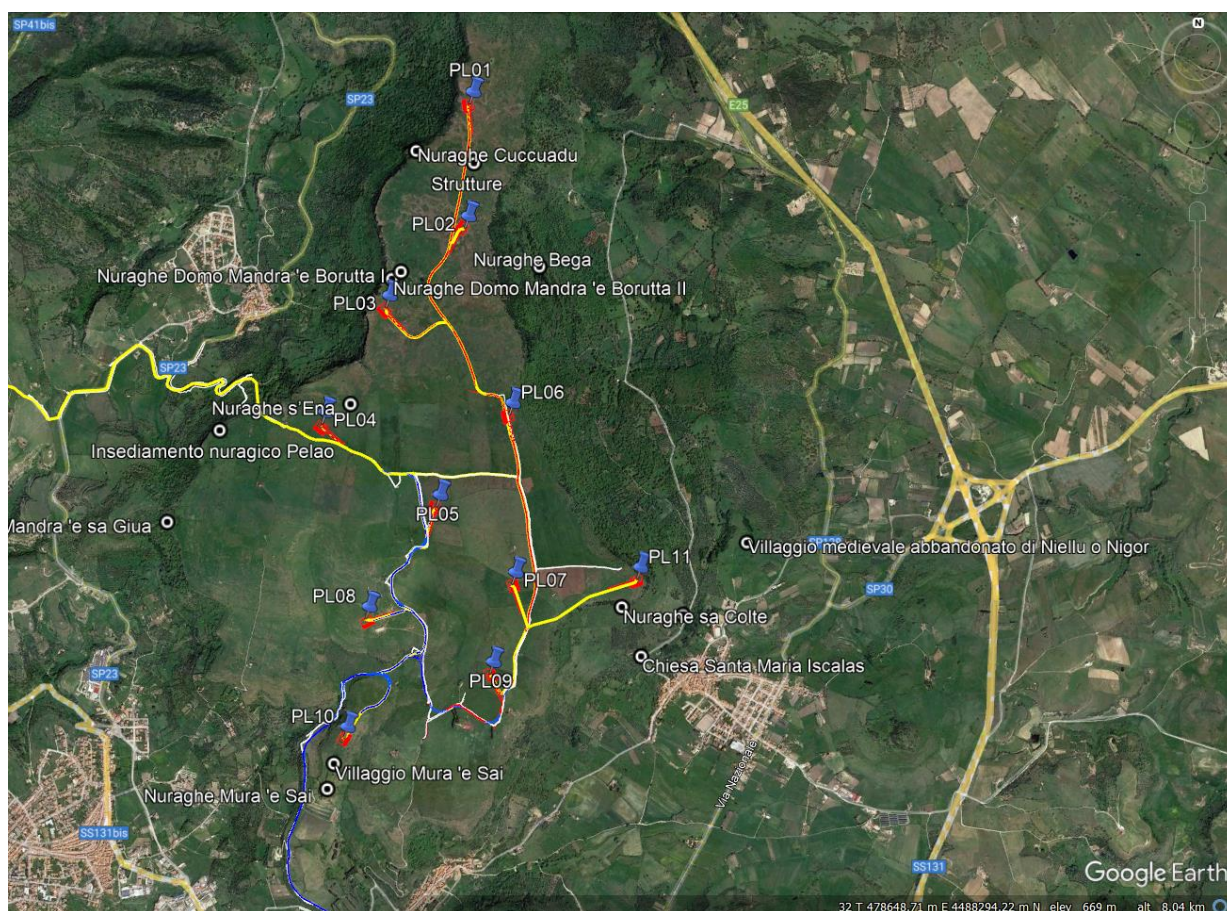 SP41bis
N
PL01
SP23
E25
Nuraghe Cuccuadu
Strutture
PL02
Nuraghe Bega
Nuraghe Domo Mandra 'e Borutta I
Nuraghe Domo Mandra 'e Borutta II
PL03
SP23
PL06
Nuraghe s'Ena
PL04
Insediamento nuragico Pelao
PL05
Mandra 'e sa Giua
SP128
Villaggio medievale abbandonato di Niellu o Nigor
PL11
PL07
SP30
PL08
Nuraghe sa Colte
Chiesa Santa Maria Iscalas
SP23
PL09
PL10
Villaggio Mura 'e Sai
Via Nazionale
Nuraghe Mura 'e Sai
SS131bis
SS131
Google Earth
32 T 478648.71 m E 4488294.22 m N elev 669 m alt 8.04 km